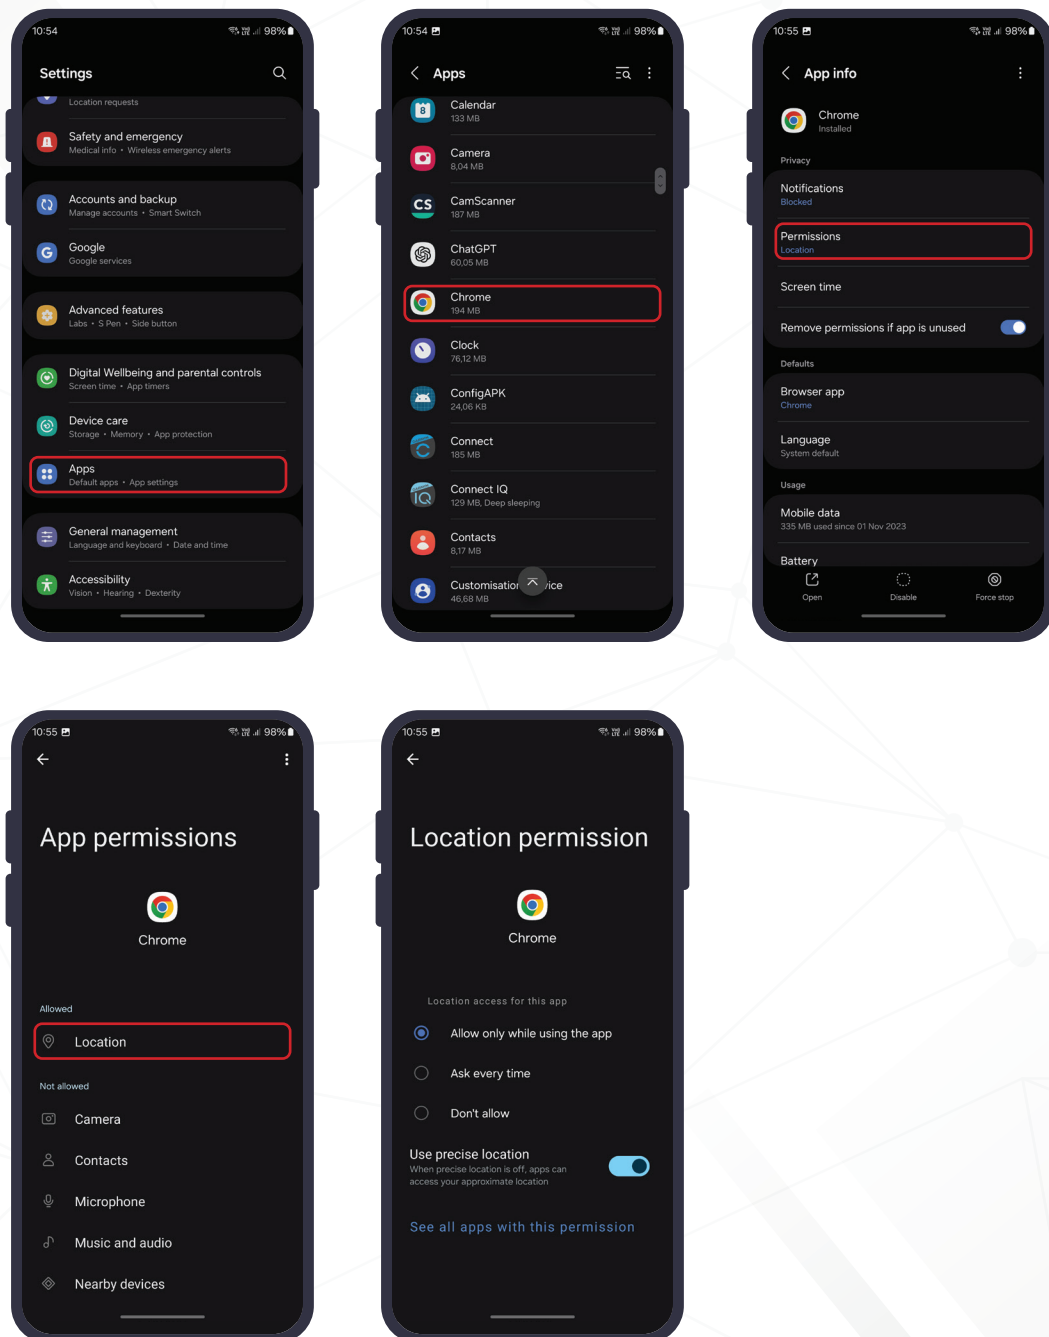 10:54
98%
Settings
Location requests
Safety and emergency
Medical info • Wireless emergency alerts
Accounts and backup
Manage accounts • Smart Switch
Google
Google services
Advanced features
Labs • S Pen • Side button
Digital Wellbeing and parental controls
Screen time • App timers
Device care
Storage • Memory • App protection
Apps
Default apps • App settings
General management
Language and keyboard • Date and time
Accessibility
Vision • Hearing • Dexterity
10:54
98%
Apps
Calendar
133 MB
Camera
8,04 MB
CamScanner
187 MB
ChatGPT
60,05 MB
Chrome
194 MB
Clock
76,12 MB
ConfigAPK
24,06 KB
Connect
185 MB
Connect IQ
129 MB, Deep sleeping
Contacts
8,17 MB
Customisation
46,68 MB
10:55
98%
App info
Chrome
Installed
Privacy
Notifications
Blocked
Permissions
Location
Screen time
Remove permissions if app is unused
Defaults
Browser app
Chrome
Language
System default
Usage
Mobile data
335 MB used since 01 Nov 2023
Battery
Open
Disable
Force stop
10:55
98%
App permissions
Chrome
Allowed
Location
Not allowed
Camera
Contacts
Microphone
Music and audio
Nearby devices
10:55
98%
Location permission
Chrome
Location access for this app
Allow only while using the app
Ask every time
Don't allow
Use precise location
When precise location is off, apps can
access your approximate location
See all apps with this permission